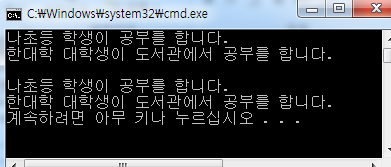 C:\Windows\system32\cmd.exe
나초등 학생이 공부를 합니다.
한대학 대학생이 도서관에서 공부를 합니다.
나초등 학생이 공부를 합니다.
한대학 대학생이 도서관에서 공부를 합니다.
계속하려면 아무 키나 누르십시오 . . .